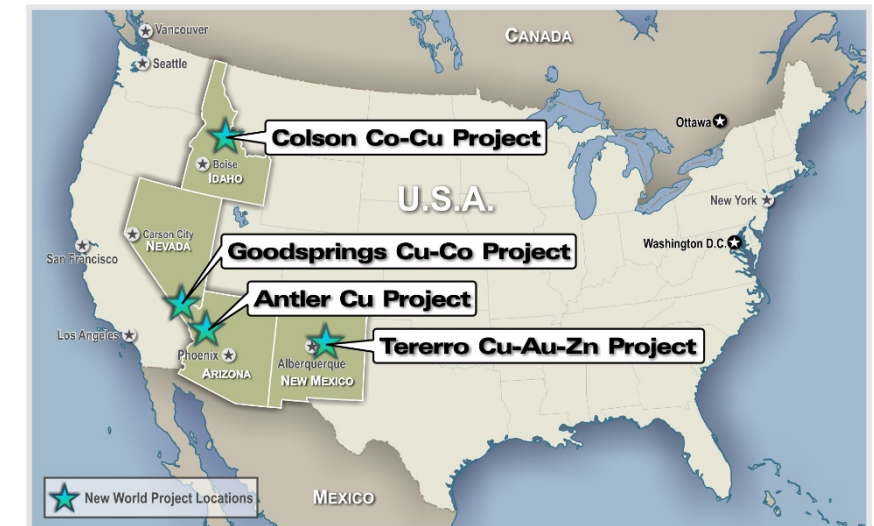 Vancouver
CANADA
Seattle
Ottawa
Colson Co-Cu Project
Boise
IDAHO
U.S.A.
New York
Carson City
NEVADA
Washington D.C.
San Francisco
Goodsprings Cu-Co Project
Antler Cu Project
Los Angeles
Phoenix
ARIZONA
Alberquerque
NEW MEXICO
Tererro Cu-Au-Zn Project
New World Project Locations
MEXICO